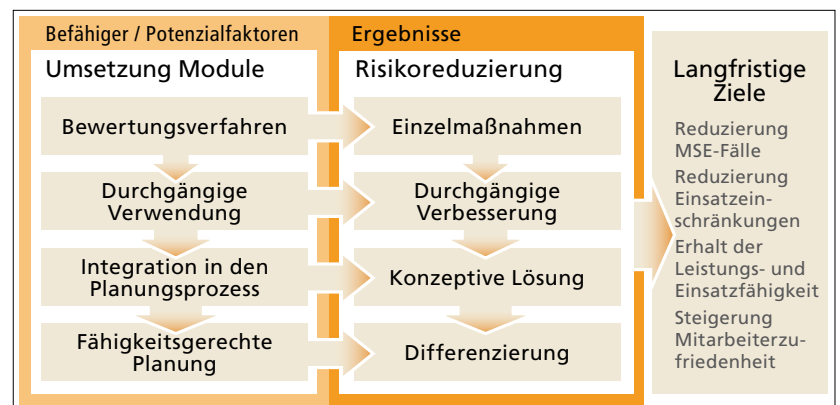 Befähiger / Potenzialfaktoren
Umsetzung Module
Bewertungsverfahren
Durchgängige
Verwendung
Integration in den
Planungsprozess
Fähigkeitsgerechte
Planung
Ergebnisse
Risikoreduzierung
Einzelmaßnahmen
Durchgängige
Verbesserung
Konzeptive Lösung
Differenzierung
Langfristige
Ziele
Reduzierung
MSE-Fälle
Reduzierung
Einsatzein-
schränkungen
Erhalt der
Leistungs- und
Einsatzfähigkeit
Steigerung
Mitarbeiterzu-
friedenheit